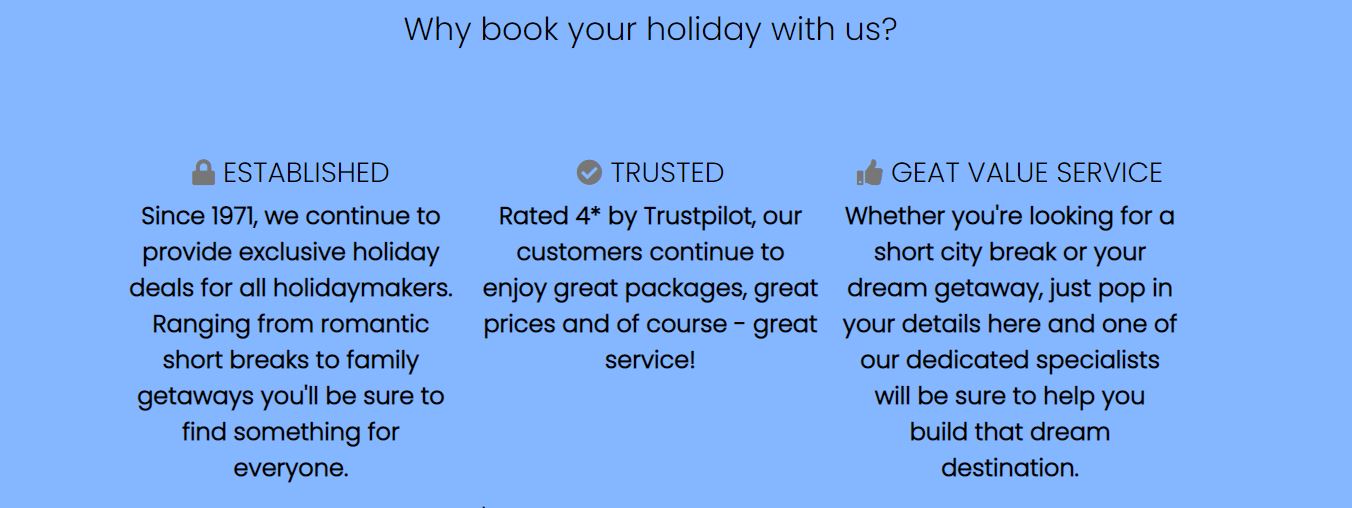 Why book your holiday with us?
ESTABLISHED
Since 1971, we continue to
provide exclusive holiday
deals for all holidaymakers.
Ranging from romantic
short breaks to family
getaways you'll be sure to
find something for
everyone.
TRUSTED
Rated 4* by Trustpilot, our
customers continue to
enjoy great packages, great
prices and of course - great
service!
GEAT VALUE SERVICE
Whether you're looking for a
short city break or your
dream getaway, just pop in
your details here and one of
our dedicated specialists
will be sure to help you
build that dream
destination.